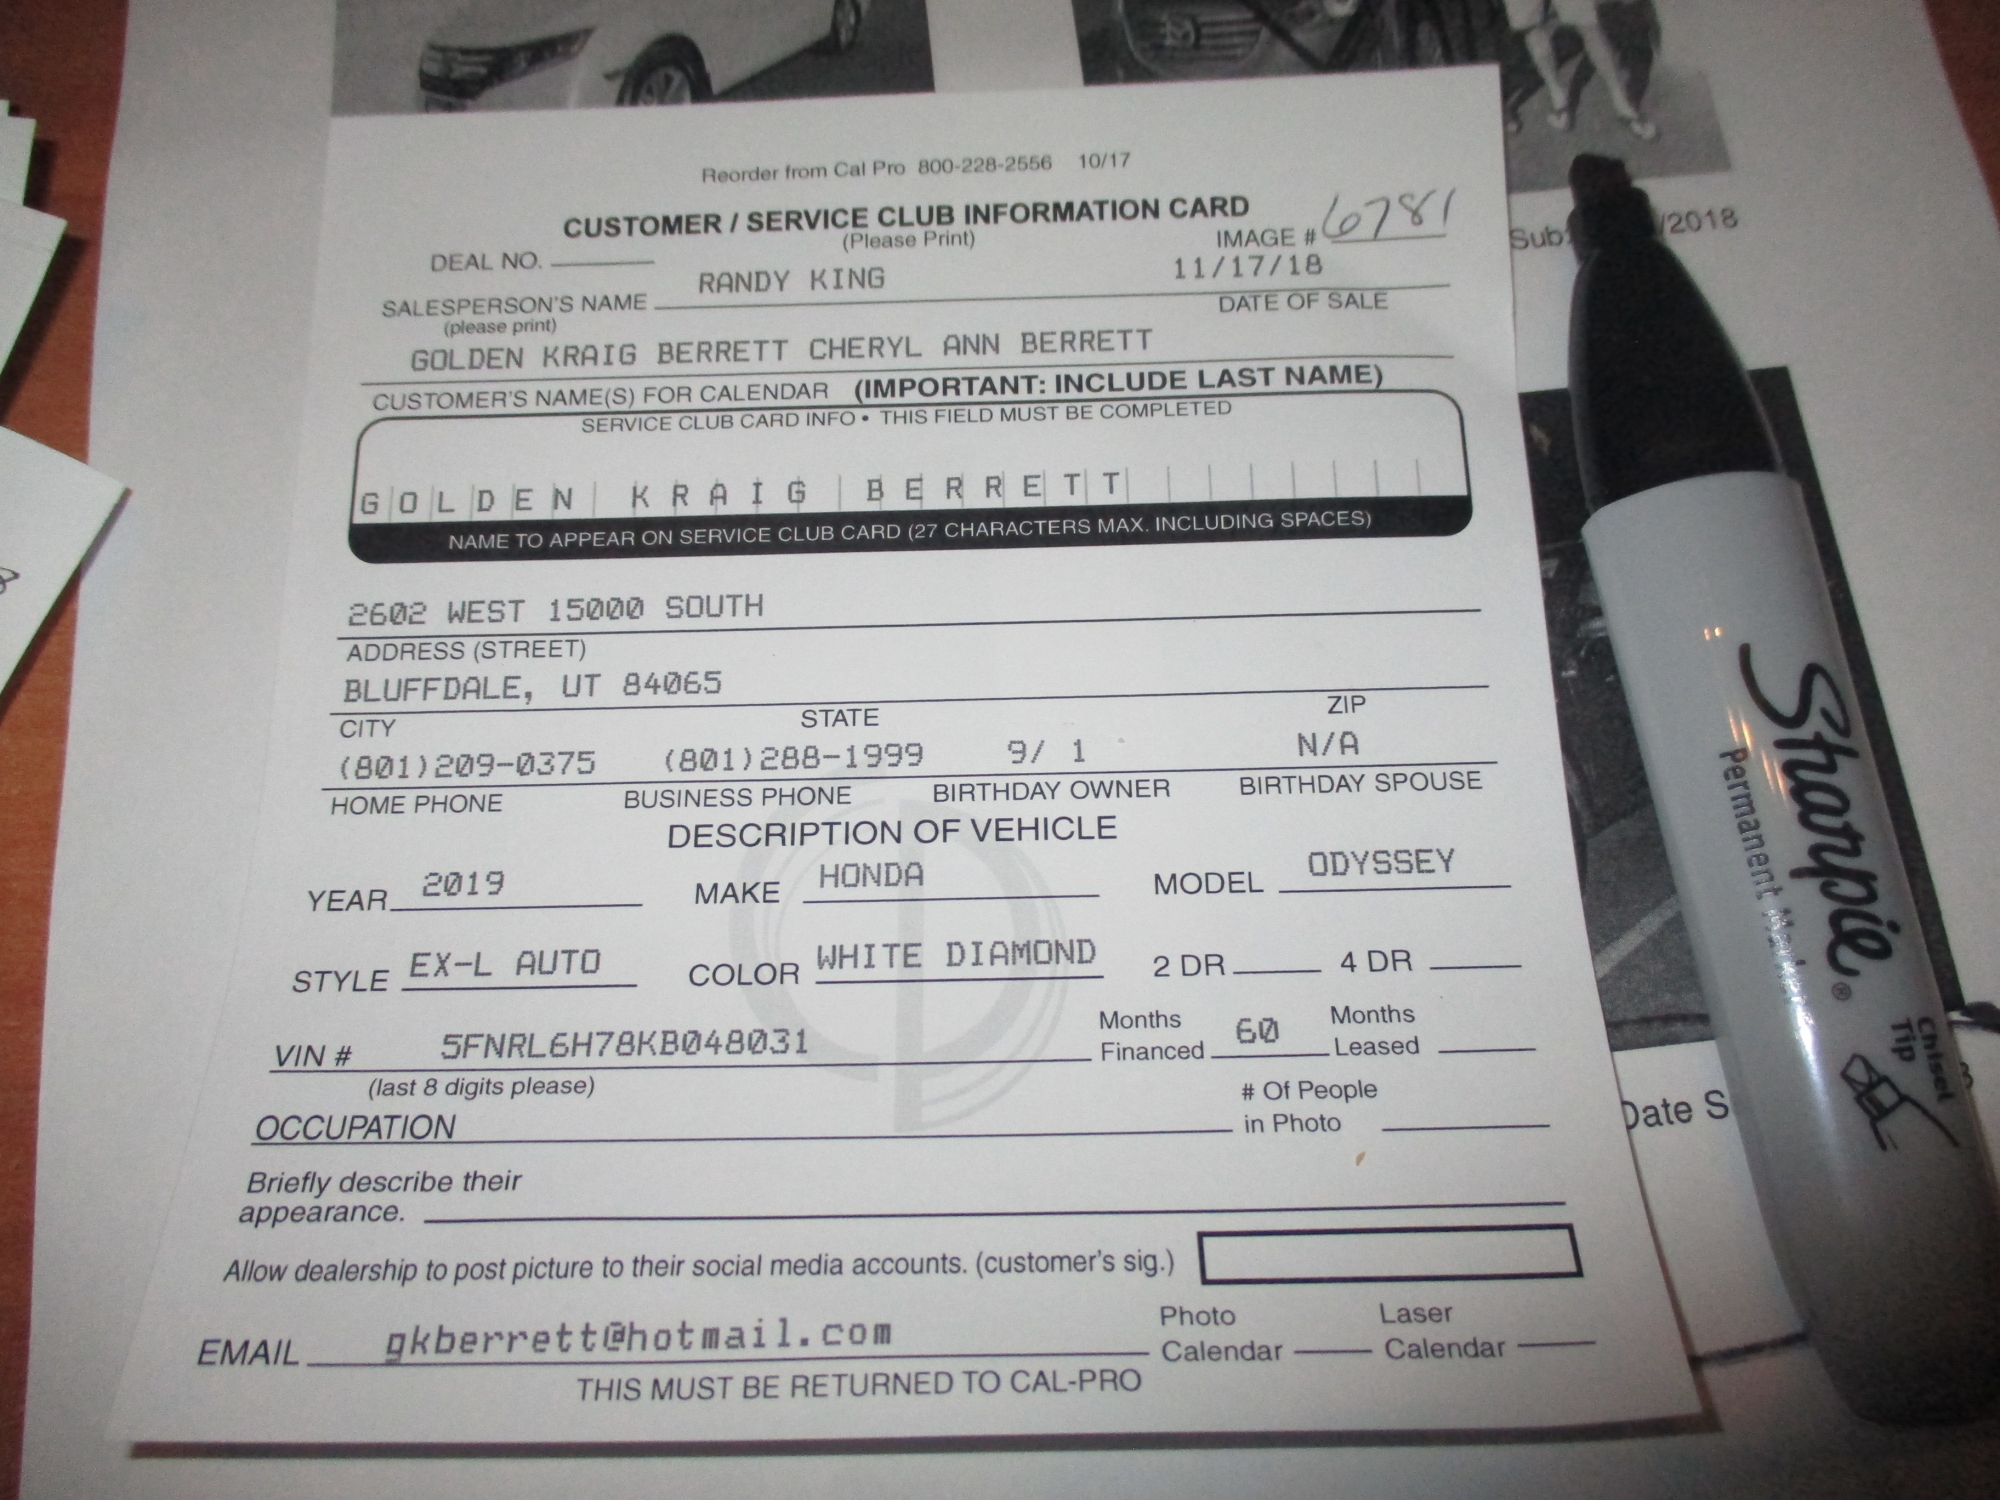 Reorder from Cal Pro 800-228-2556 10/17
CUSTOMER / SERVICE CLUB INFORMATION CARD
(Please Print)
IMAGE # 6781
DEAL NO.
RANDY KING 11/17/18
SALESPERSON'S NAME DATE OF SALE
(please print)
GOLDEN KRAIG BERRETT CHERYL ANN BERRETT
CUSTOMER'S NAME(S) FOR CALENDAR (IMPORTANT: INCLUDE LAST NAME)
SERVICE CLUB CARD INFO • THIS FIELD MUST BE COMPLETED
GOLDEN KRAIG BERRETT
NAME TO APPEAR ON SERVICE CLUB CARD (27 CHARACTERS MAX. INCLUDING SPACES)
2602 WEST 15000 SOUTH
ADDRESS (STREET)
BLUFFDALE, UT 84065
CITY STATE ZIP
(801)209-0375 (801)288-1999 9/ 1 N/A
HOME PHONE BUSINESS PHONE BIRTHDAY OWNER BIRTHDAY SPOUSE
DESCRIPTION OF VEHICLE
YEAR 2019 MAKE HONDA MODEL ODYSSEY
STYLE EX-L AUTO COLOR WHITE DIAMOND 2 DR 4 DR
VIN # 5FNRL6H78KB048031 Months Financed 60 Months Leased
(last 8 digits please)
OCCUPATION # Of People in Photo
Briefly describe their
appearance.
Allow dealership to post picture to their social media accounts. (customer's sig.)
EMAIL gkberrett@hotmail.com Photo Calendar Laser Calendar
THIS MUST BE RETURNED TO CAL-PRO
Sub /2018
Date S
Sharpie®
Permanent Marker
Chisel
Tip